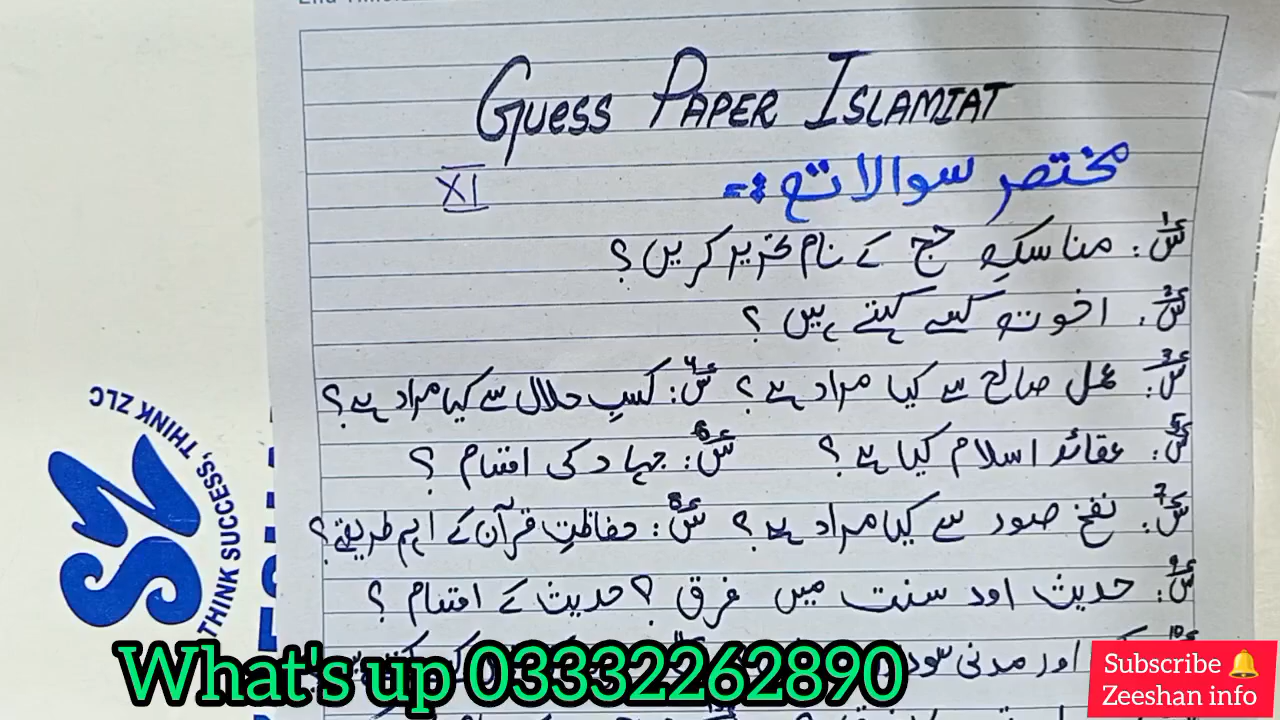 Guess Paper Islamiat
XI
مختصر سوالات :-
س1: مناسکِ حج کے نام تحریر کریں؟
س2: اخوت کسے کہتے ہیں؟
س3: عمل صالح سے کیا مراد ہے؟ س4: کسبِ حلال سے کیا مراد ہے؟
س5: عقائد اسلام کیا ہے؟ س6: جہاد کی اقسام؟
س7: نفخ صور سے کیا مراد ہے؟ س8: حفاظتِ قرآن کے اہم طریقے؟
س9: حدیث اور سنت میں فرق؟ حدیث کے اقسام؟
اور مدنی
THINK SUCCESS, THINK ZLC
What's up 03332262890
Subscribe 🔔
Zeeshan info